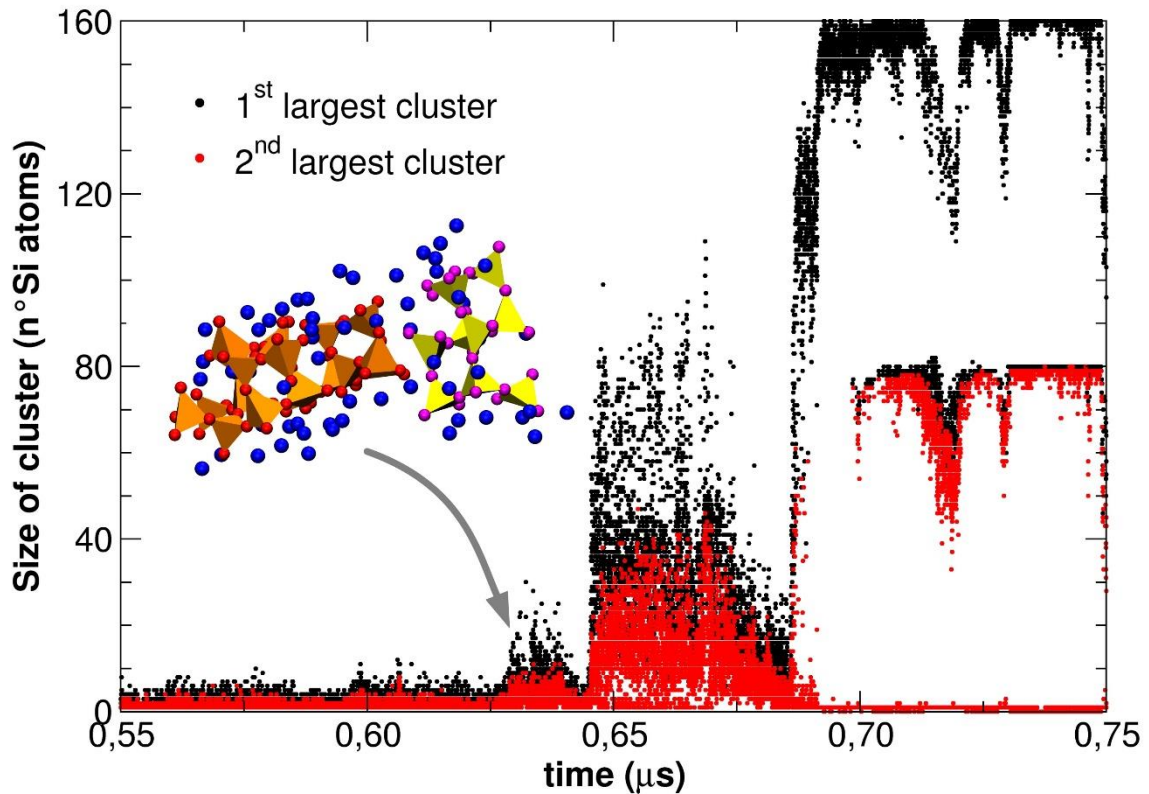 160
120
80
40
0
Size of cluster (n°Si atoms)
1st largest cluster
2nd largest cluster
0,55
0,60
0,65
0,70
0,75
time (μs)